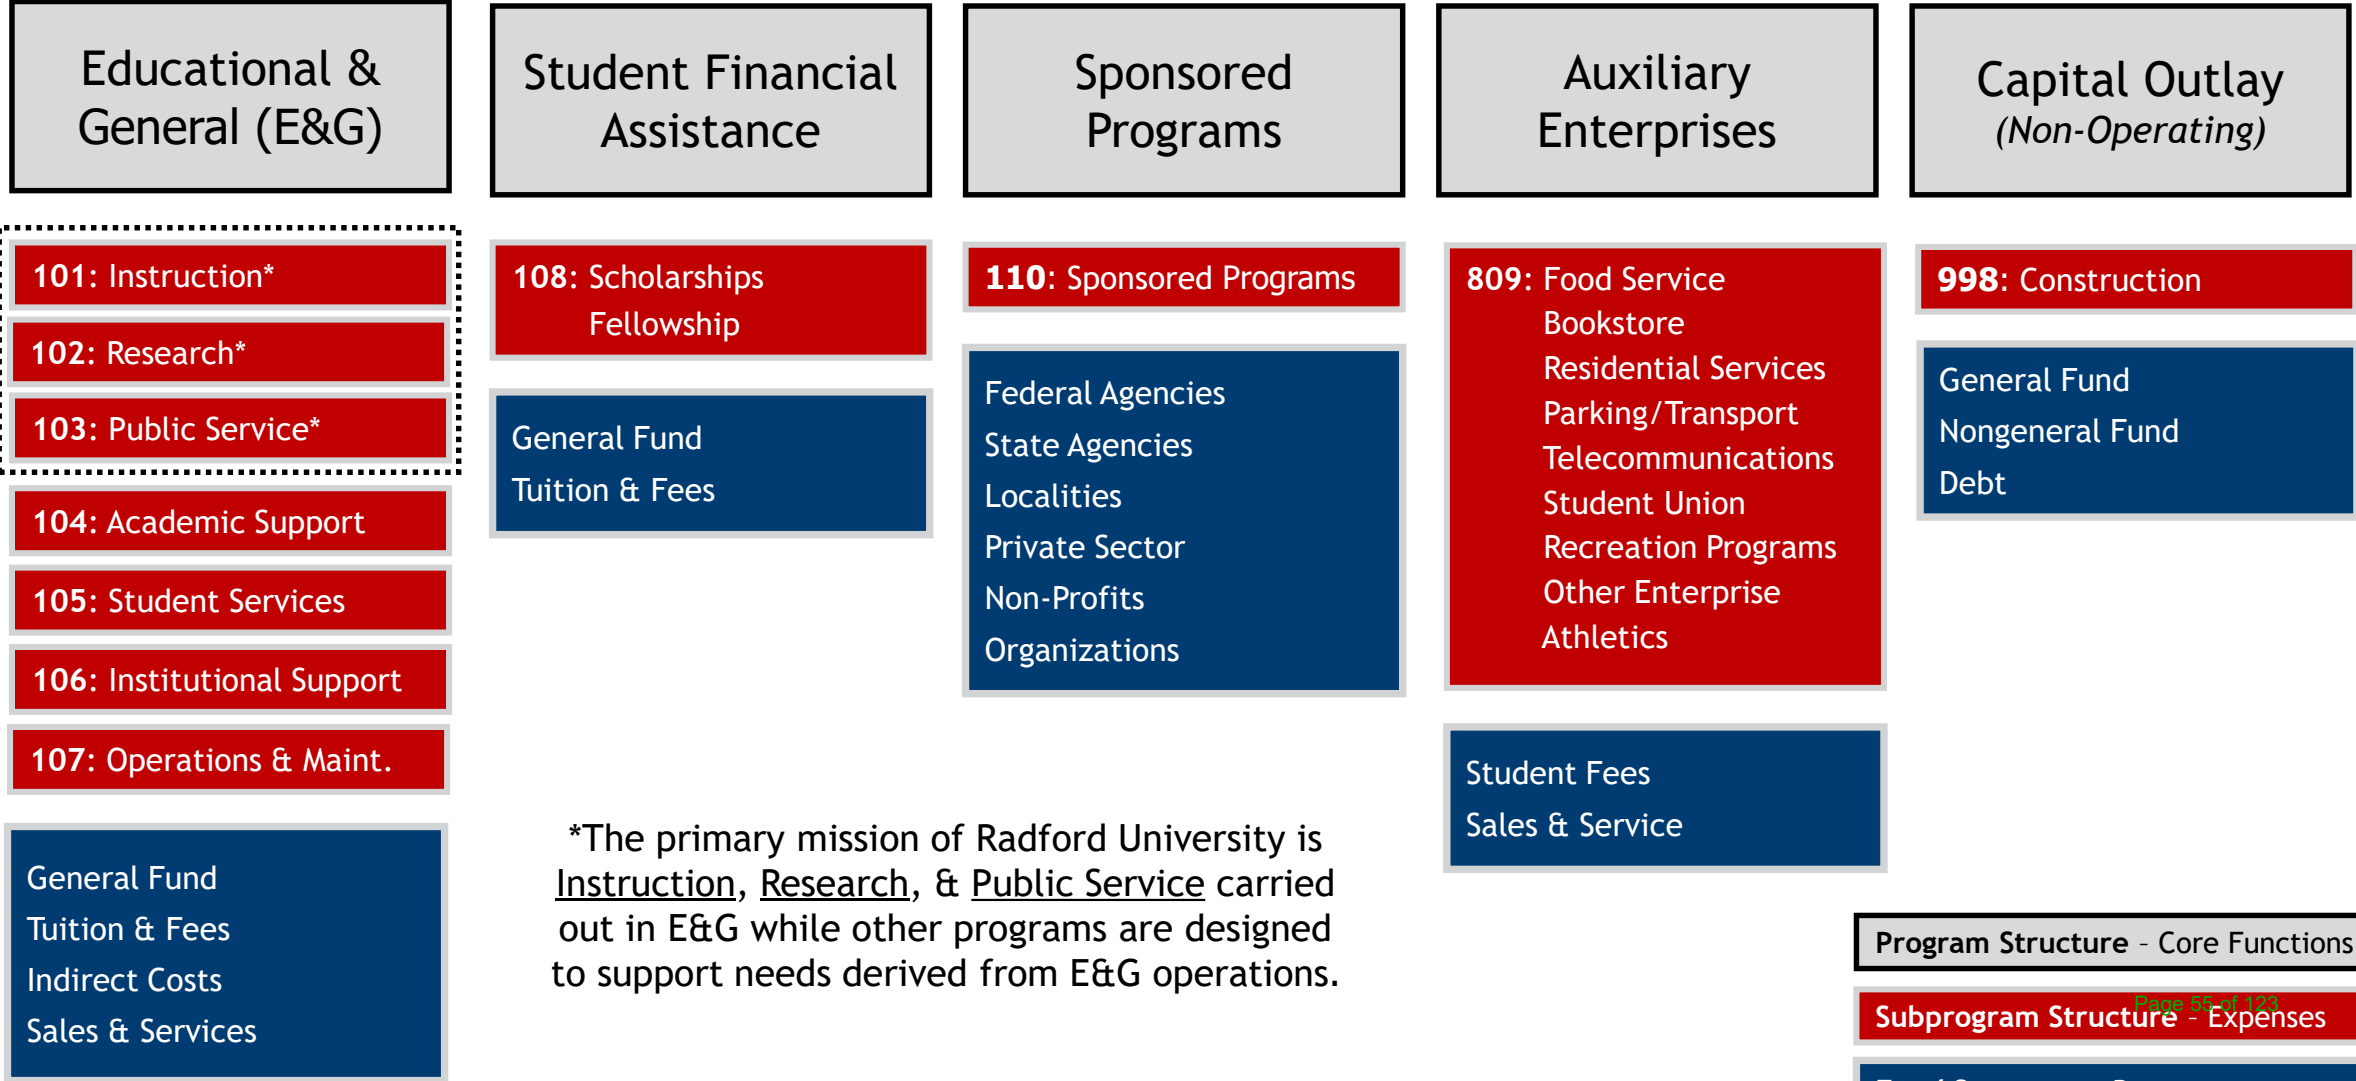 Educational &
General (E&G)
101: Instruction*
102: Research*
103: Public Service*
104: Academic Support
105: Student Services
106: Institutional Support
107: Operations & Maint.
General Fund
Tuition & Fees
Indirect Costs
Sales & Services
Student Financial
Assistance
108: Scholarships
Fellowship
General Fund
Tuition & Fees
Sponsored
Programs
110: Sponsored Programs
Federal Agencies
State Agencies
Localities
Private Sector
Non-Profits
Organizations
Auxiliary
Enterprises
809: Food Service
Bookstore
Residential Services
Parking/Transport
Telecommunications
Student Union
Recreation Programs
Other Enterprise
Athletics
Student Fees
Sales & Service
Capital Outlay
(Non-Operating)
998: Construction
General Fund
Nongeneral Fund
Debt
*The primary mission of Radford University is
Instruction, Research, & Public Service carried
out in E&G while other programs are designed
to support needs derived from E&G operations.
Program Structure – Core Functions
Subprogram Structure – Expenses
Page 55 of 123